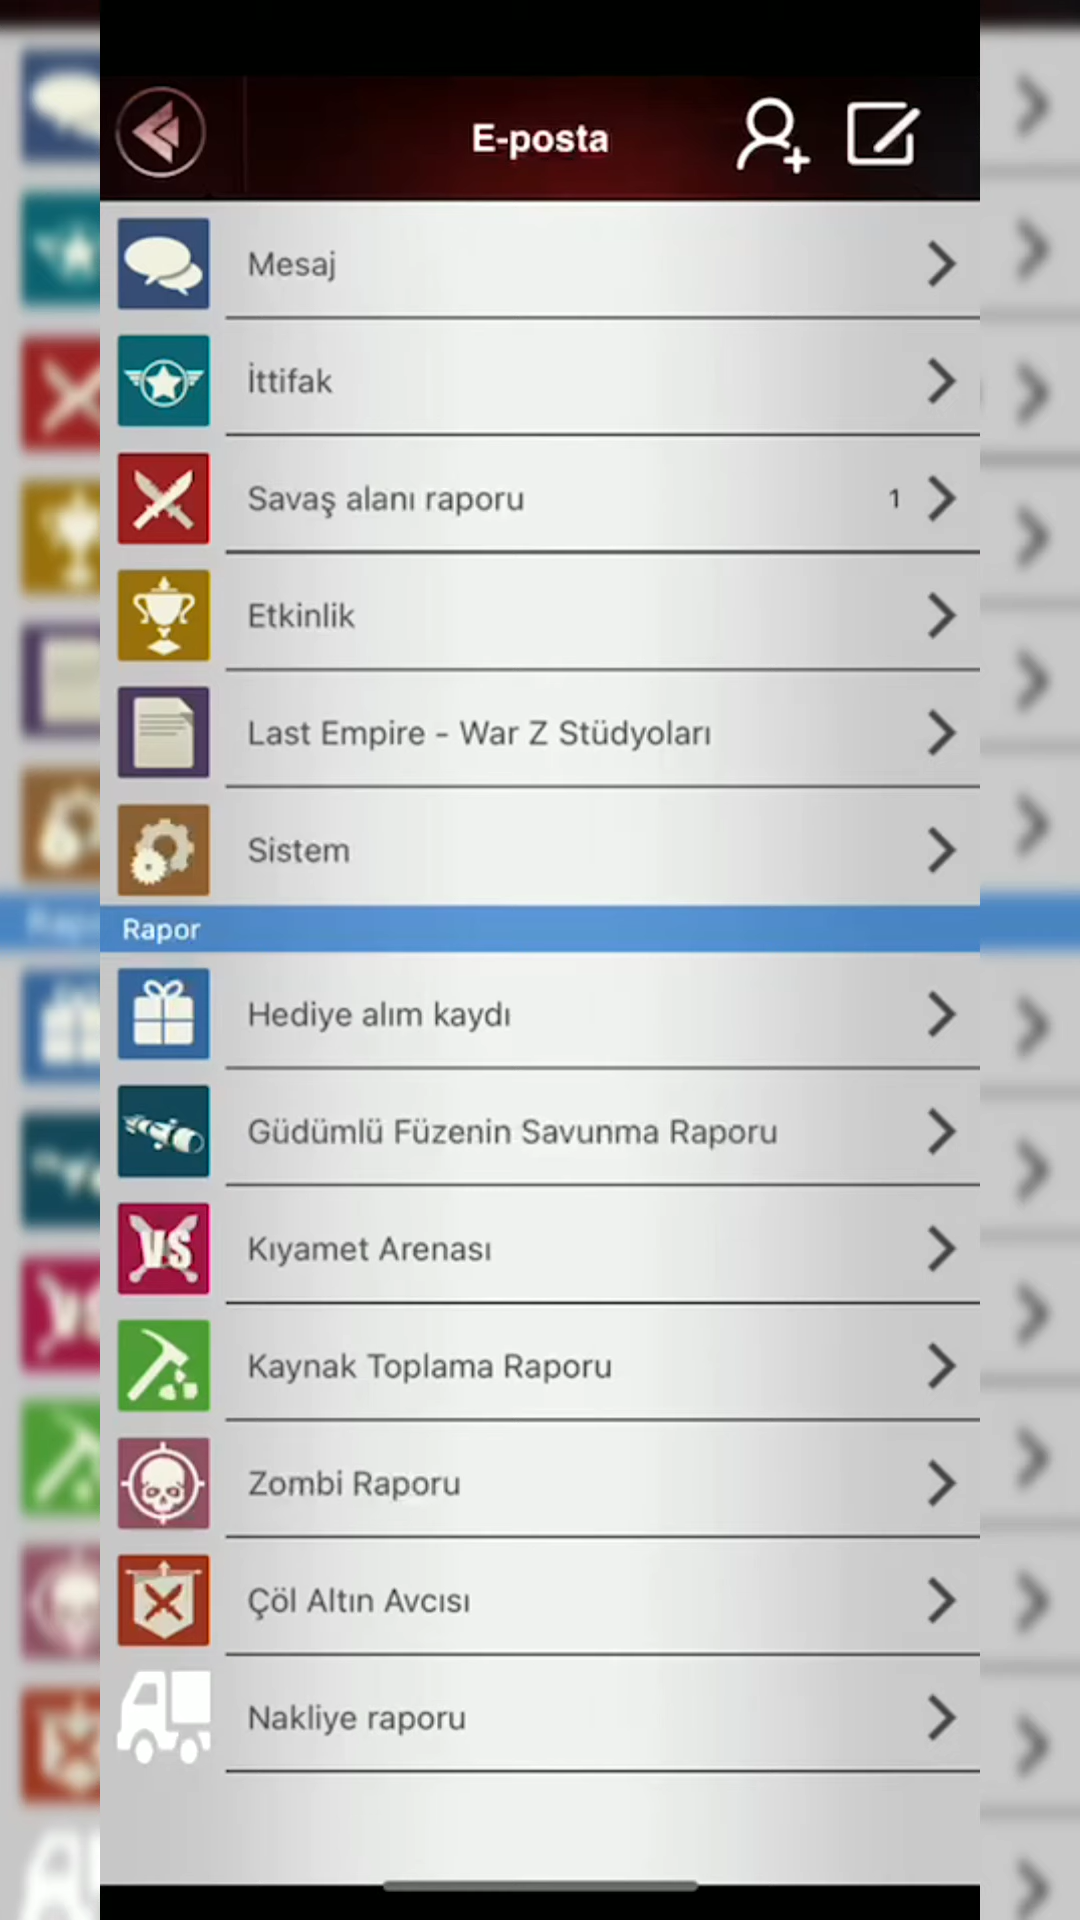 E-posta
Mesaj
İttifak
Savaş alanı raporu 1
Etkinlik
Last Empire - War Z Stüdyoları
Sistem
Rapor
Hediye alım kaydı
Güdümlü Füzenin Savunma Raporu
VS
Kıyamet Arenası
Kaynak Toplama Raporu
Zombi Raporu
Çöl Altın Avcısı
Nakliye raporu